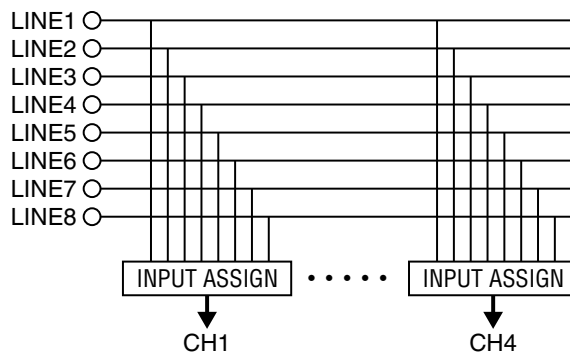 LINE1
LINE2
LINE3
LINE4
LINE5
LINE6
LINE7
LINE8
INPUT ASSIGN ..... INPUT ASSIGN
CH1 CH4